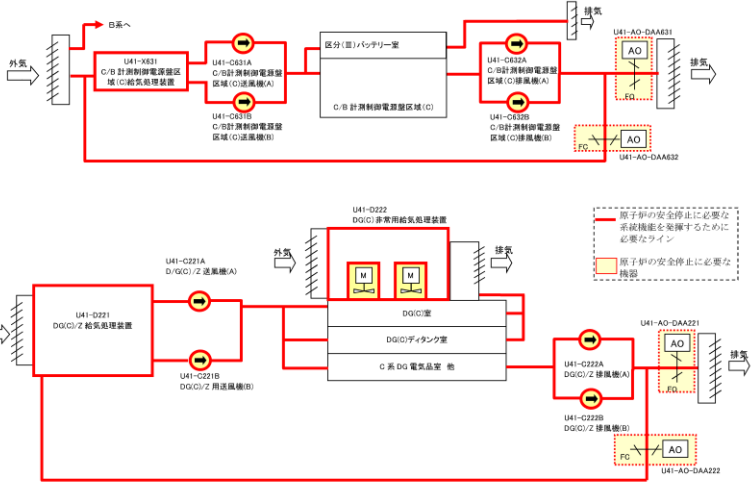 B系へ
排気
外気
U41-X631
C/B 計測制御電源盤区
域(C)給気処理装置
U41-C631A
C/B計測制御電源盤
区域(C)送風機(A)
U41-C631B
C/B計測制御電源盤
区域(C)送風機(B)
区分(Ⅲ)バッテリー室
C/B 計測制御電源盤区域(C)
U41-C632A
C/B計測制御電源盤
区域(C)排風機(A)
U41-C632B
C/B計測制御電源盤
区域(C)排風機(B)
U41-AO-DAA631
AO
FO
排気
FC
AO
U41-AO-DAA632
U41-D222
DG(C)非常用給気処理装置
外気
M
M
排気
原子炉の安全停止に必要な
系統機能を発揮するために
必要なライン
原子炉の安全停止に必要な
機器
U41-C221A
D/G(C)/Z 送風機(A)
U41-D221
DG(C)/Z 給気処理装置
U41-C221B
DG(C)/Z 用送風機(B)
DG(C)室
DG(C)ディタンク室
C 系 DG 電気品室 他
U41-C222A
DG(C)/Z 排風機(A)
U41-C222B
DG(C)/Z 排風機(B)
U41-AO-DAA221
AO
FO
排気
FC
AO
U41-AO-DAA222